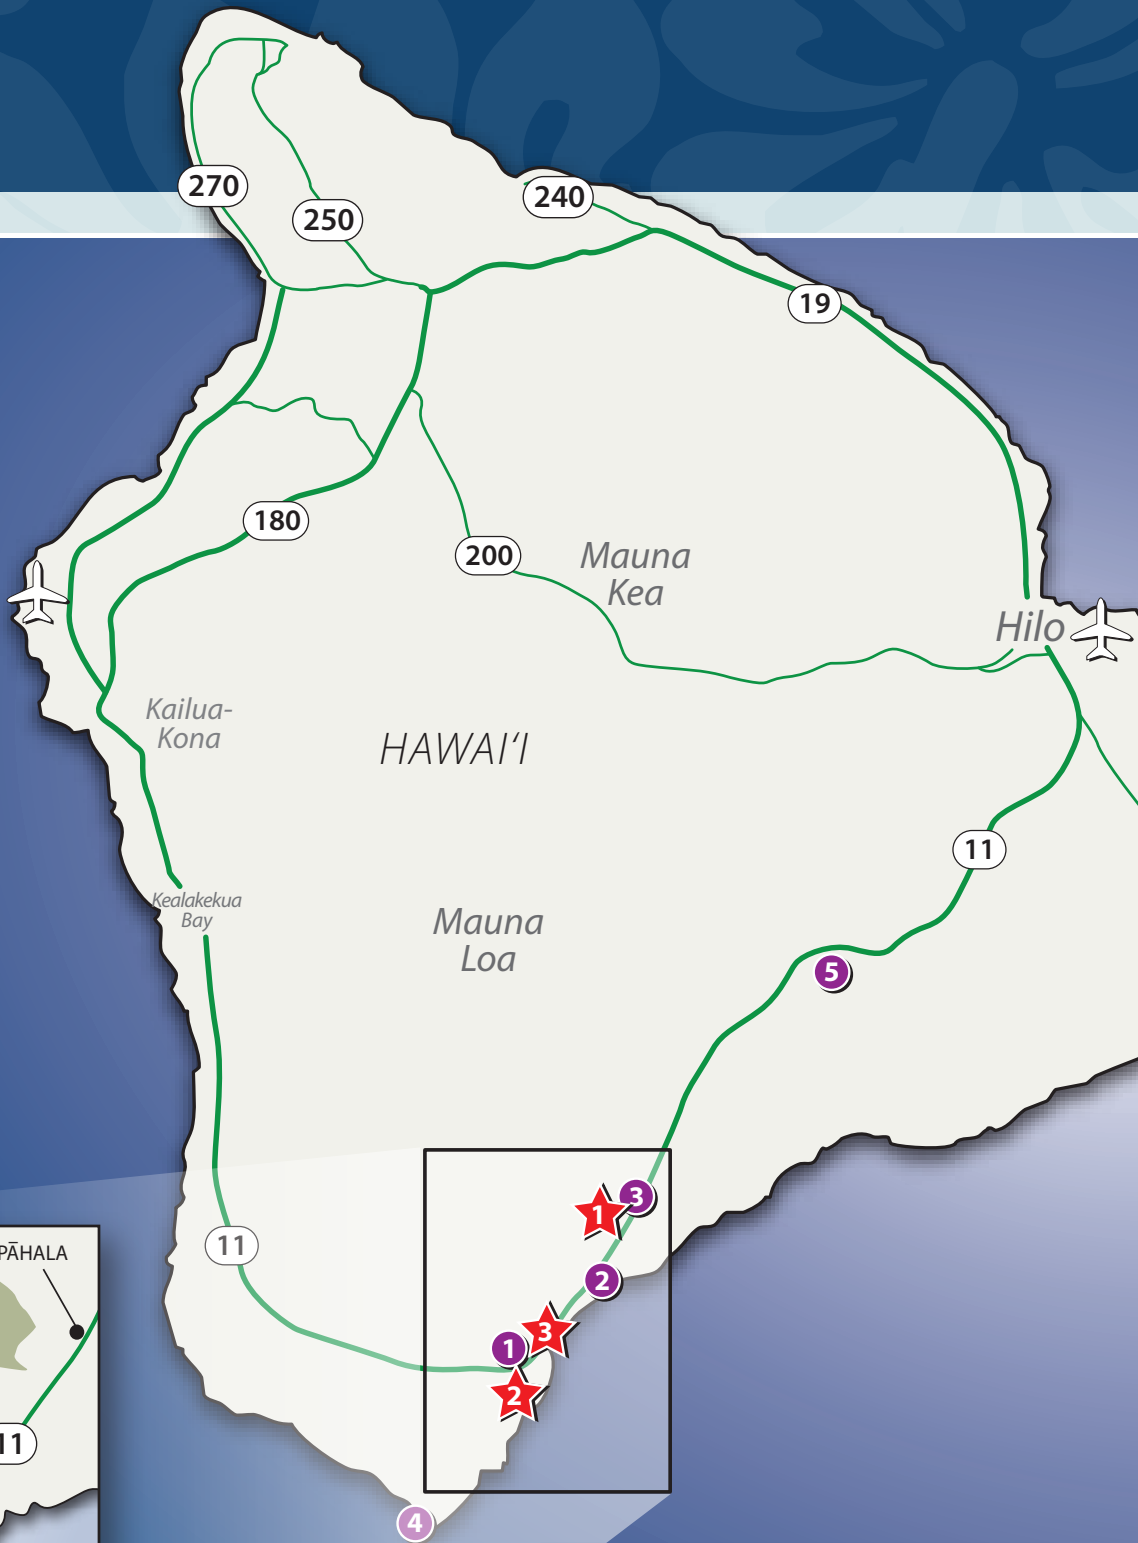 270
250
240
19
180
200
Mauna
Kea
Hilo
Kailua-
Kona
HAWAI‘I
11
Kealakekua
Bay
Mauna
Loa
5
3
1
11
PĀHALA
2
3
1
2
11
4